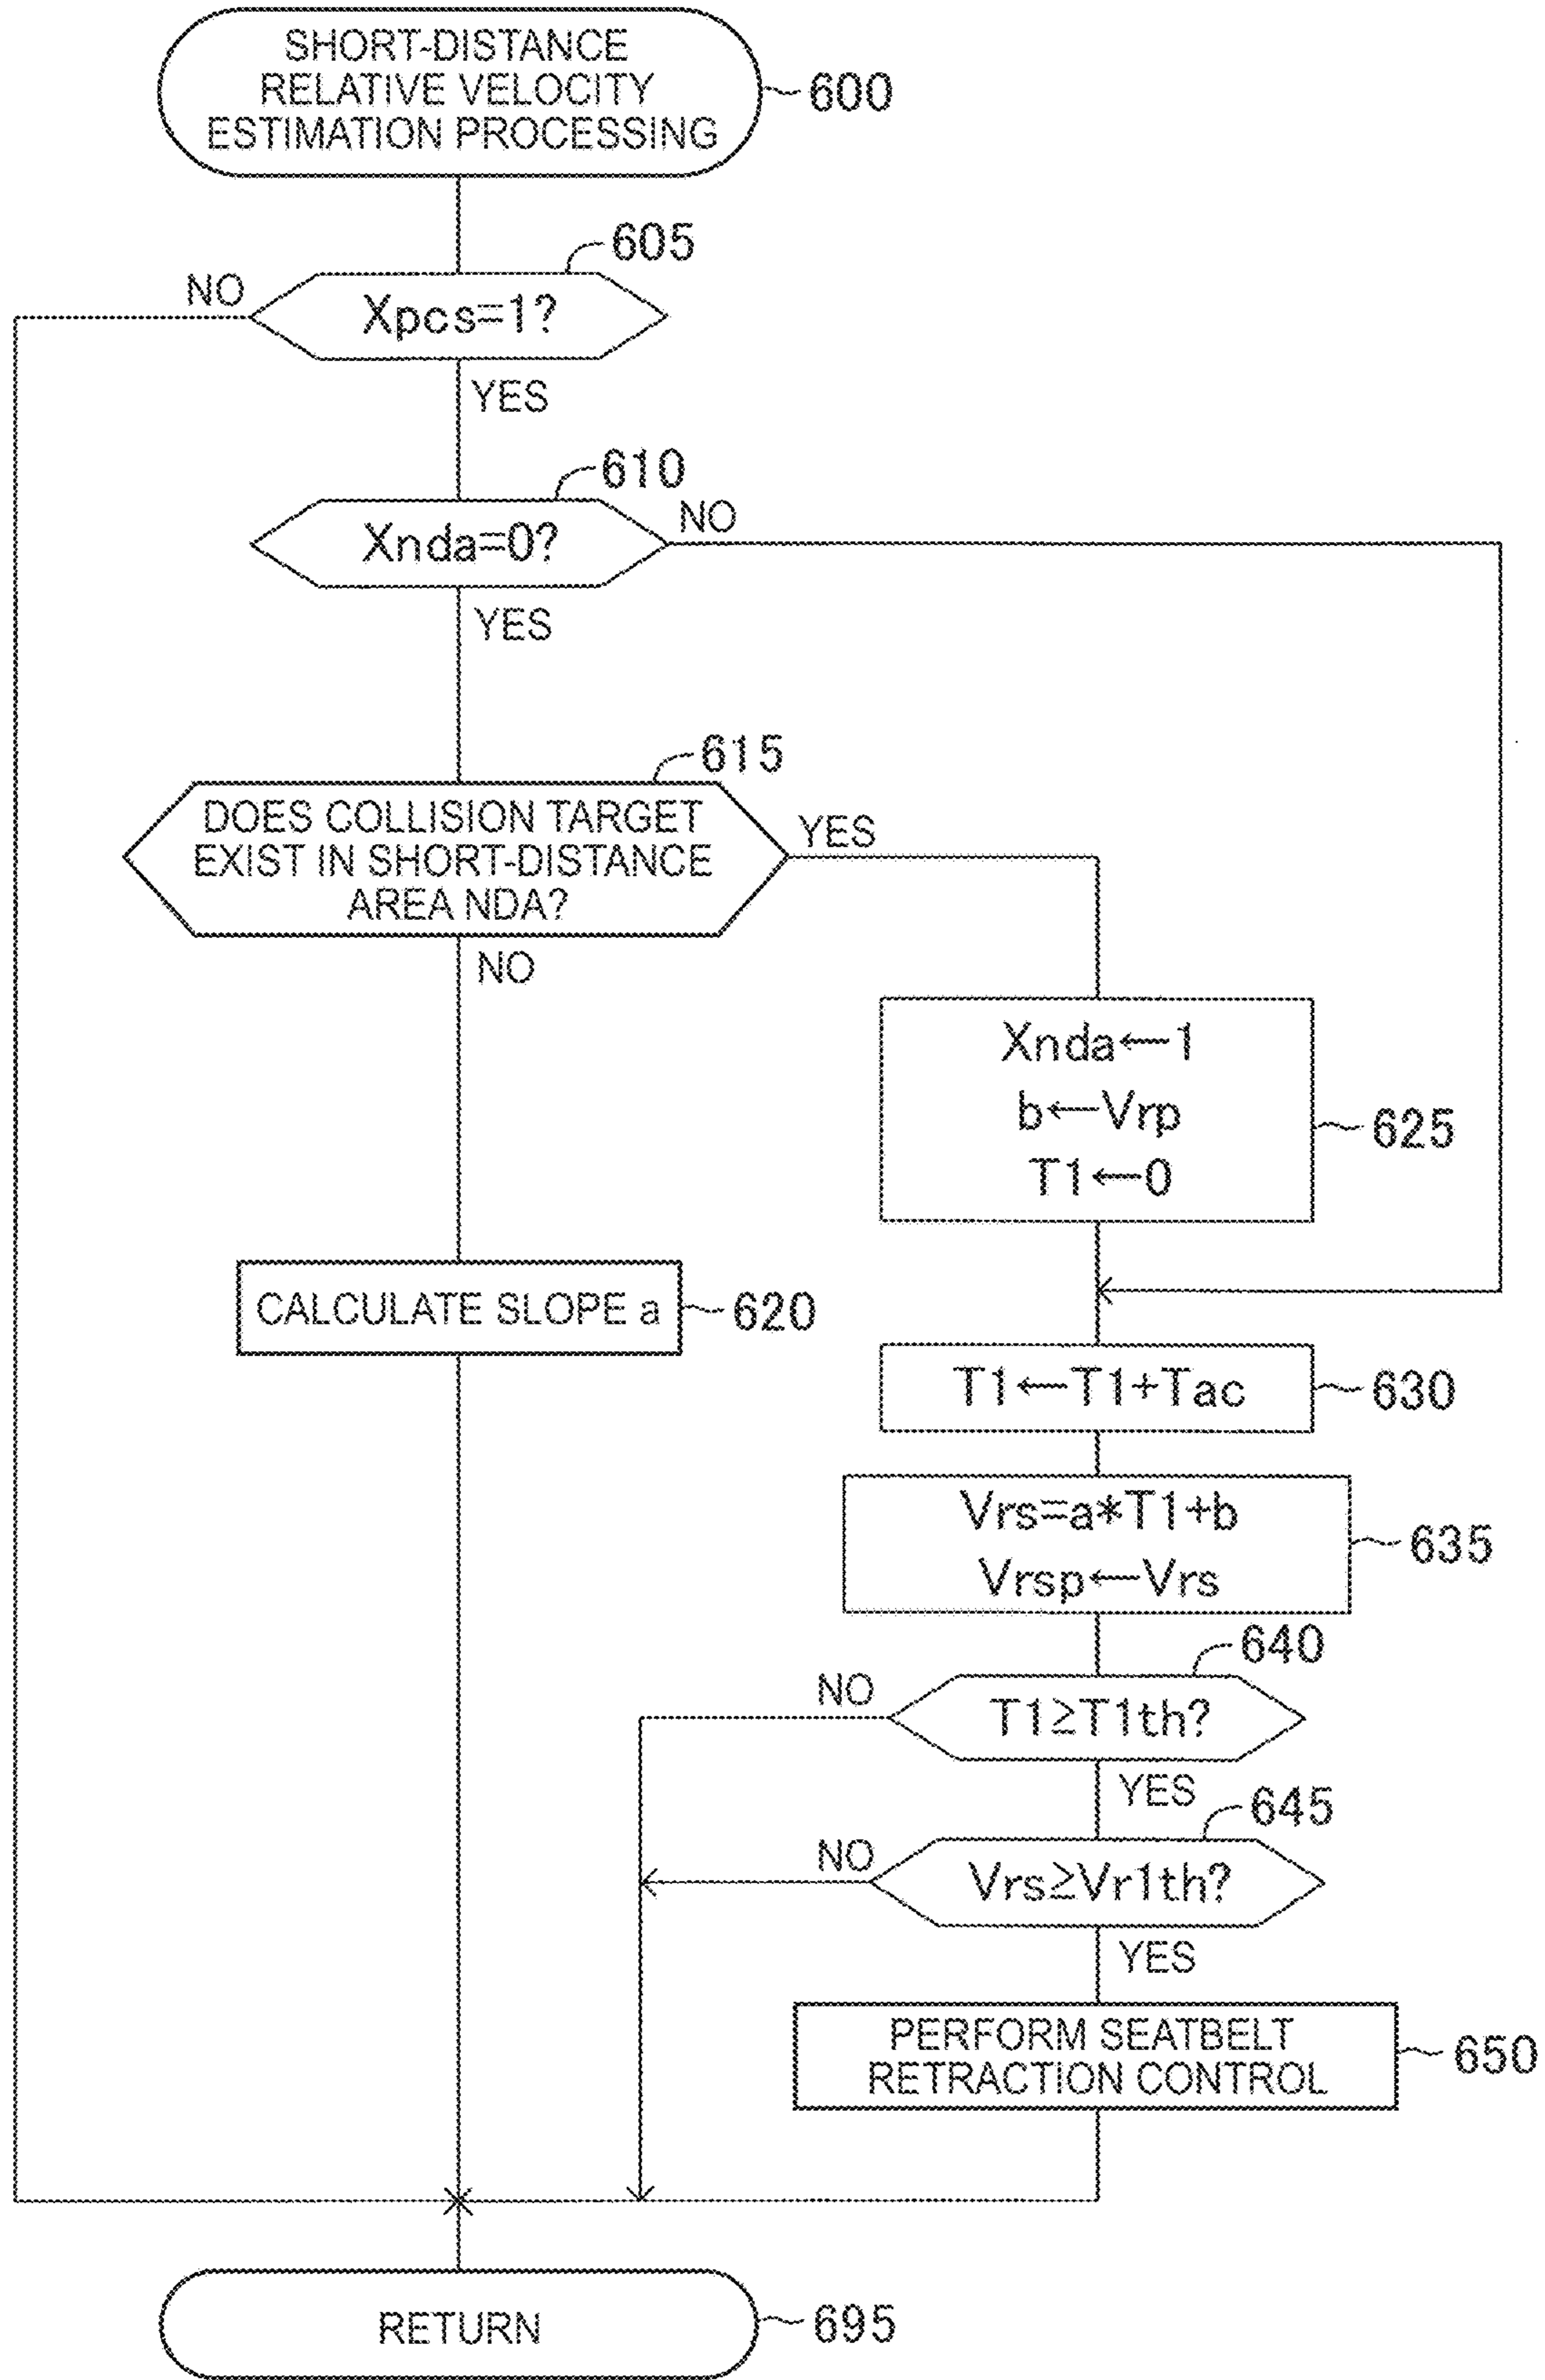 SHORT-DISTANCE
RELATIVE VELOCITY
ESTIMATION PROCESSING
600
605
NO
Xpcs=1?
YES
610
NO
Xnda=0?
YES
615
DOES COLLISION TARGET
EXIST IN SHORT-DISTANCE
AREA NDA?
YES
NO
Xnda←1
b←Vrp
T1←0
625
CALCULATE SLOPE a
620
T1←T1+Tac
630
Vrs=a*T1+b
Vrsp←Vrs
635
640
NO
T1≥T1th?
YES
645
NO
Vrs≥Vr1th?
YES
PERFORM SEATBELT
RETRACTION CONTROL
650
RETURN
695